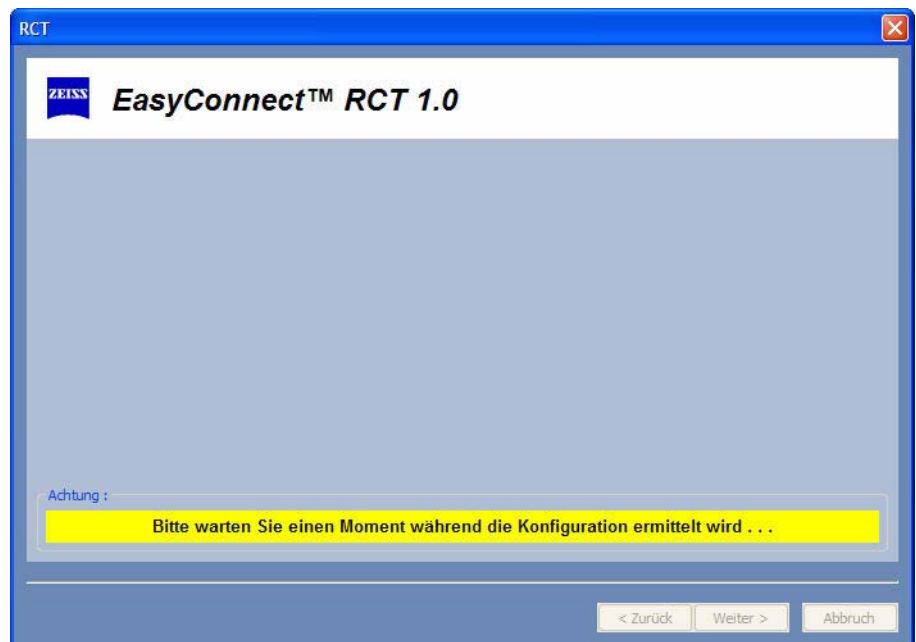 RCT
ZEISS
EasyConnect™ RCT 1.0
Achtung :
Bitte warten Sie einen Moment während die Konfiguration ermittelt wird . . .
< Zurück Weiter > Abbruch